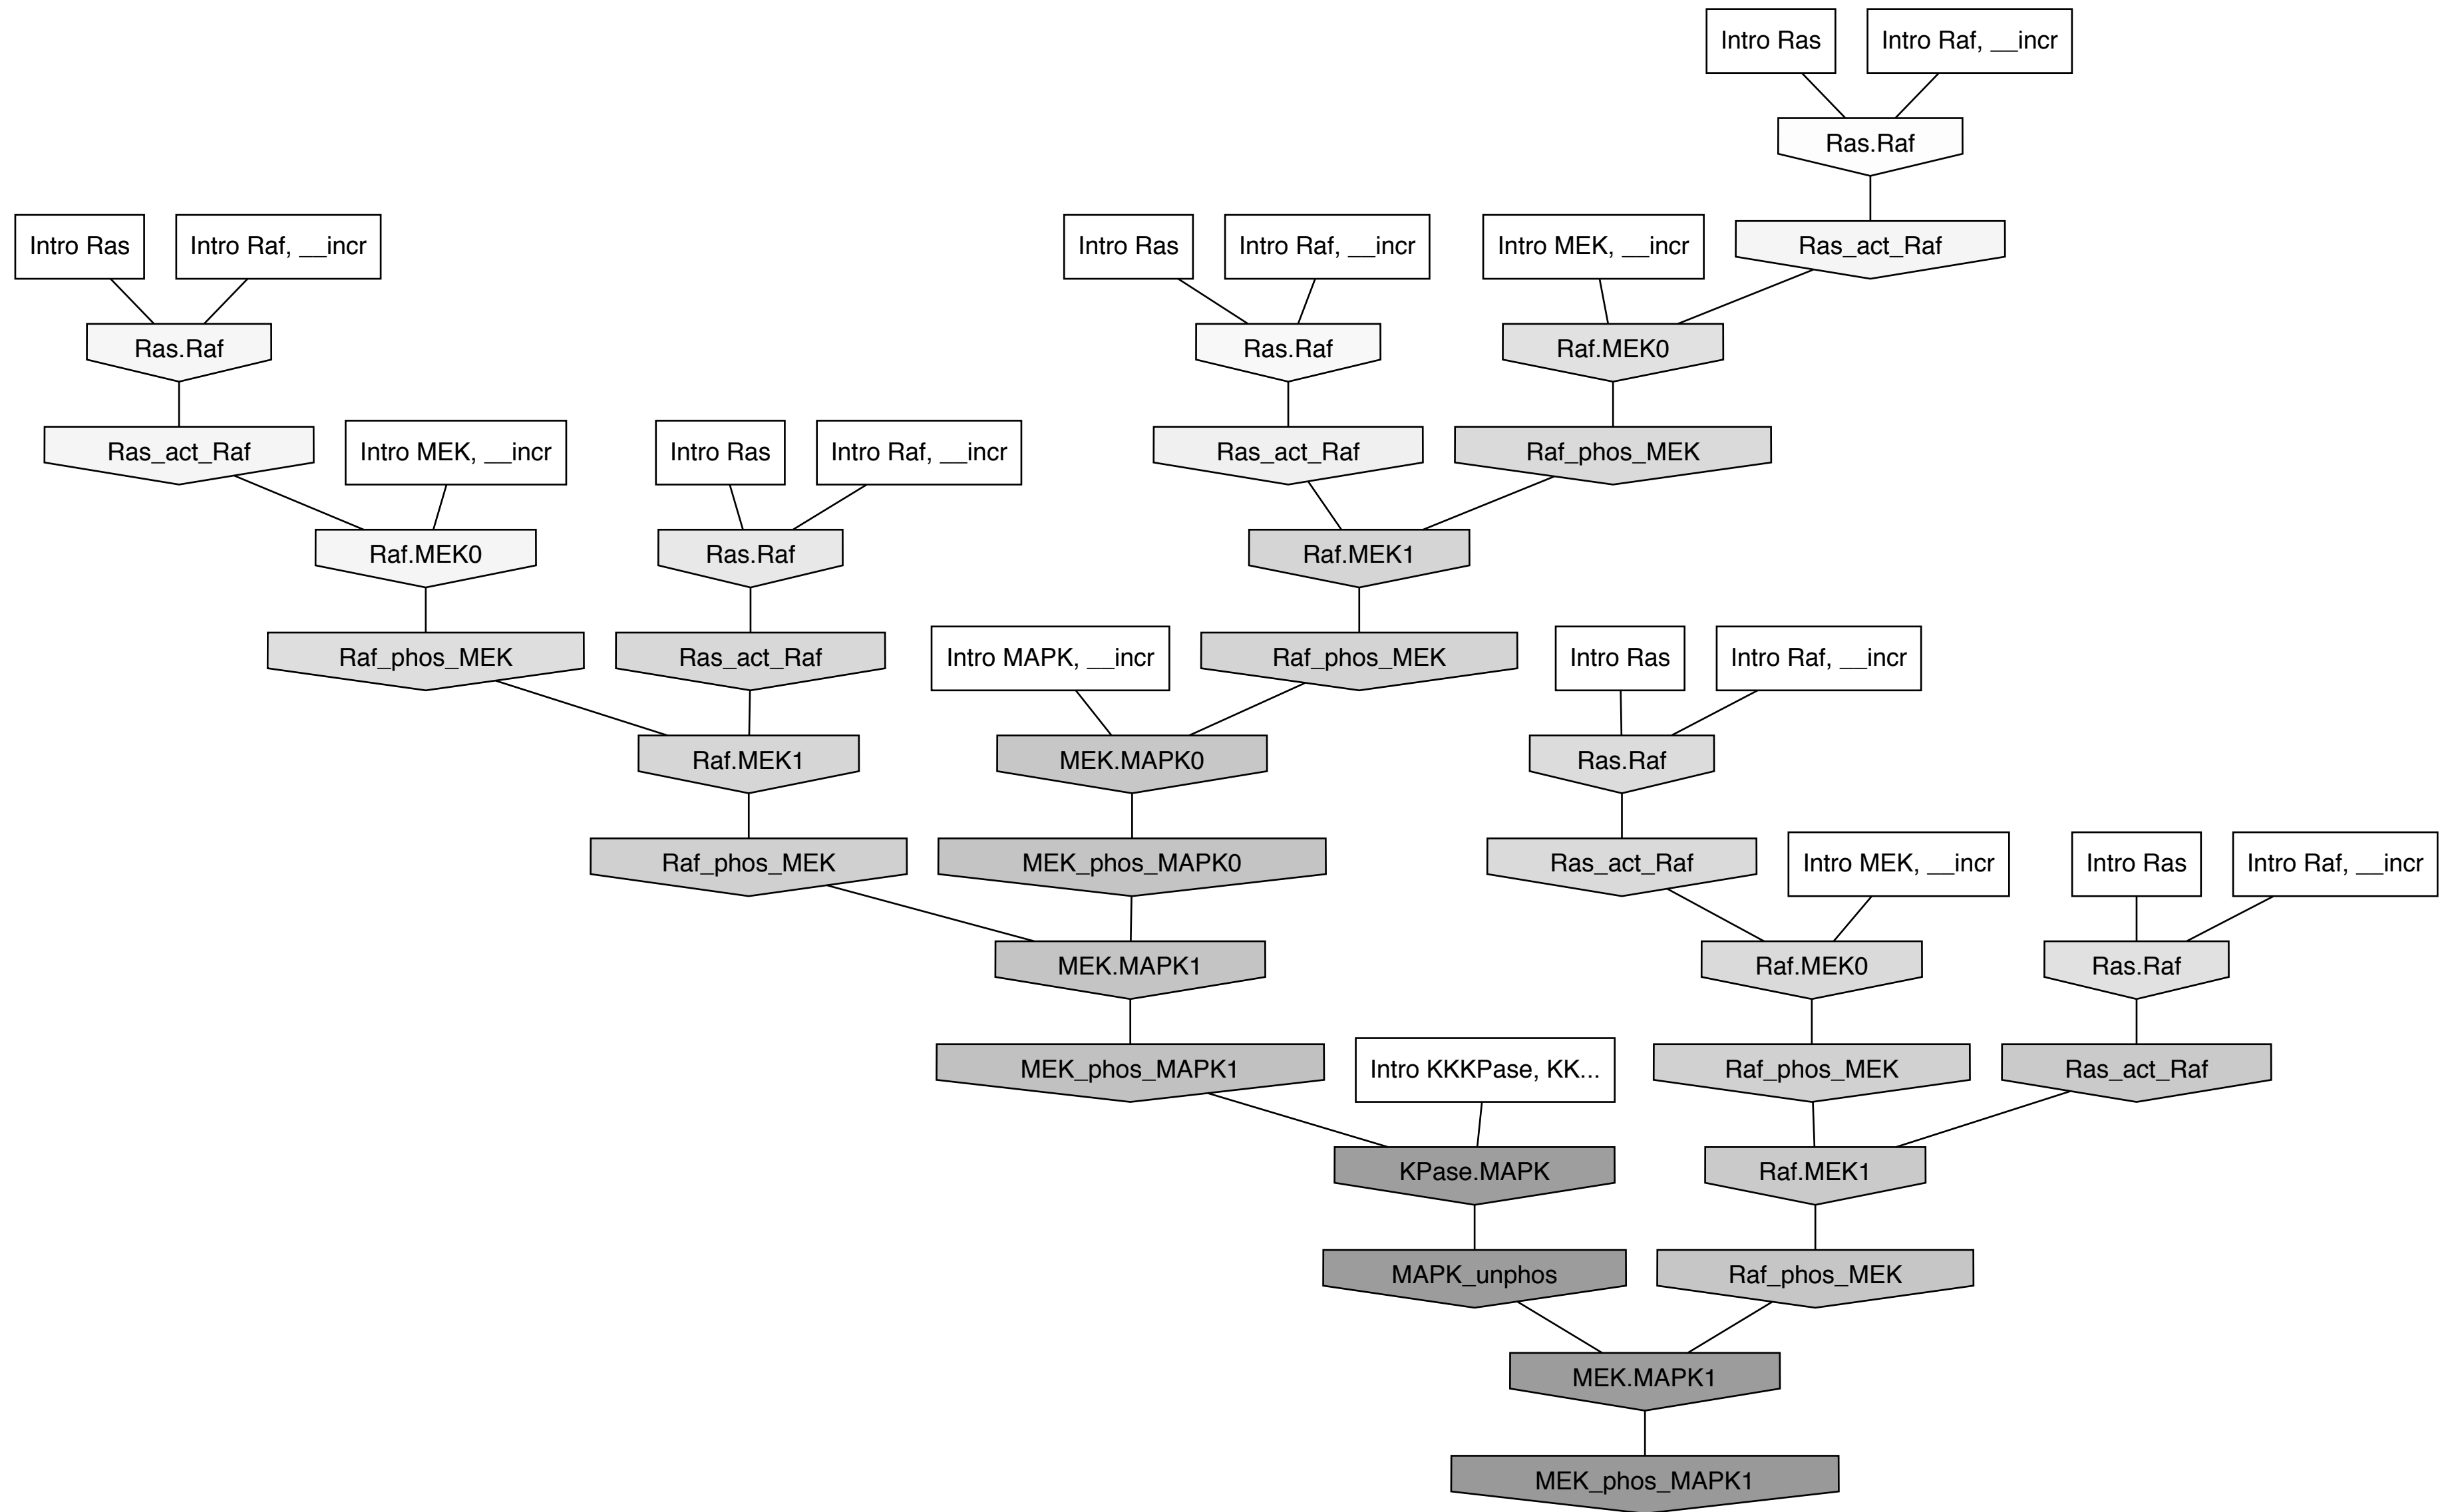 Intro Ras
Intro Raf, __incr
Ras.Raf
Intro Ras
Intro Raf, __incr
Intro Ras
Intro Raf, __incr
Intro MEK, __incr
Ras_act_Raf
Ras.Raf
Ras.Raf
Raf.MEK0
Ras_act_Raf
Intro MEK, __incr
Intro Ras
Intro Raf, __incr
Ras_act_Raf
Raf_phos_MEK
Raf.MEK0
Ras.Raf
Raf.MEK1
Raf_phos_MEK
Ras_act_Raf
Intro MAPK, __incr
Raf_phos_MEK
Intro Ras
Intro Raf, __incr
Raf.MEK1
MEK.MAPK0
Ras.Raf
Raf_phos_MEK
MEK_phos_MAPK0
Ras_act_Raf
Intro MEK, __incr
Intro Ras
Intro Raf, __incr
MEK.MAPK1
Raf.MEK0
Ras.Raf
MEK_phos_MAPK1
Intro KKKPase, KK...
Raf_phos_MEK
Ras_act_Raf
KPase.MAPK
Raf.MEK1
MAPK_unphos
Raf_phos_MEK
MEK.MAPK1
MEK_phos_MAPK1